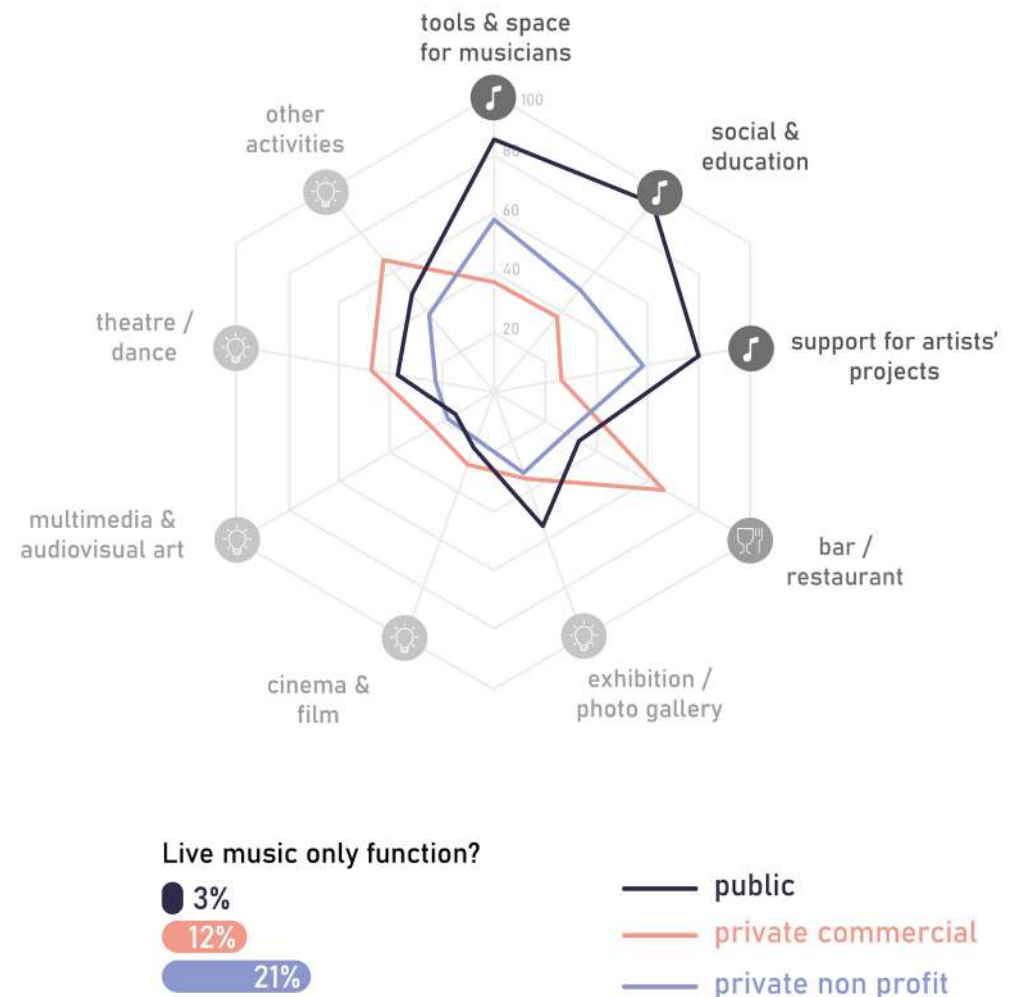 tools & space
for musicians
100
other
activities
social &
education
80
60
40
20
theatre /
dance
support for artists'
projects
multimedia &
audiovisual art
bar /
restaurant
cinema &
film
exhibition /
photo gallery
Live music only function?
3%
12%
21%
public
private commercial
private non profit